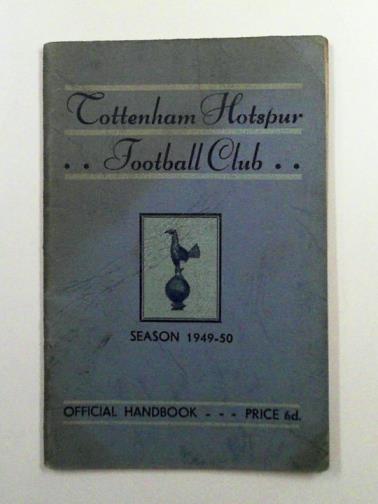 Tottenham Hotspur
. . Football Club . .
SEASON 1949-50
OFFICIAL HANDBOOK - - - PRICE 6d.